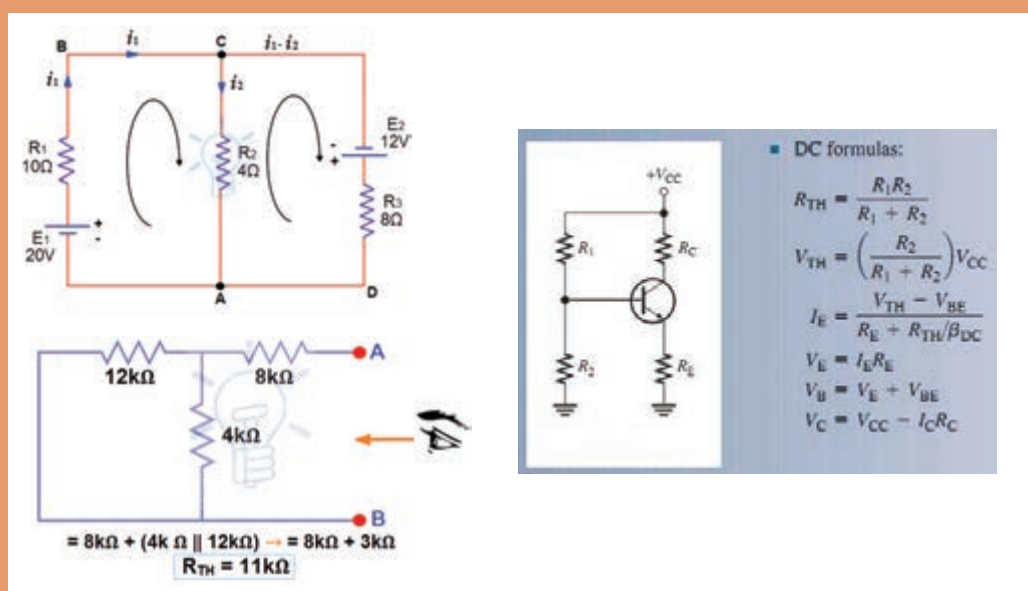 B i₁ C i₁- i₂
i₁
i₂
R₁
10Ω
R₂
4Ω
E₂
12V
-
+
R₃
8Ω
E₁
20V
+
-
A D
12kΩ 8kΩ A
4kΩ
B
= 8kΩ + (4k Ω || 12kΩ) → = 8kΩ + 3kΩ
R_TH = 11kΩ
+V_CC
R₁ R_C
R₂ R_E
■ DC formulas:
R_TH = R₁R₂ / (R₁ + R₂)
V_TH = (R₂ / (R₁ + R₂)) V_CC
I_E = (V_TH − V_BE) / (R_E + R_TH/β_DC)
V_E = I_E R_E
V_B = V_E + V_BE
V_C = V_CC − I_C R_C